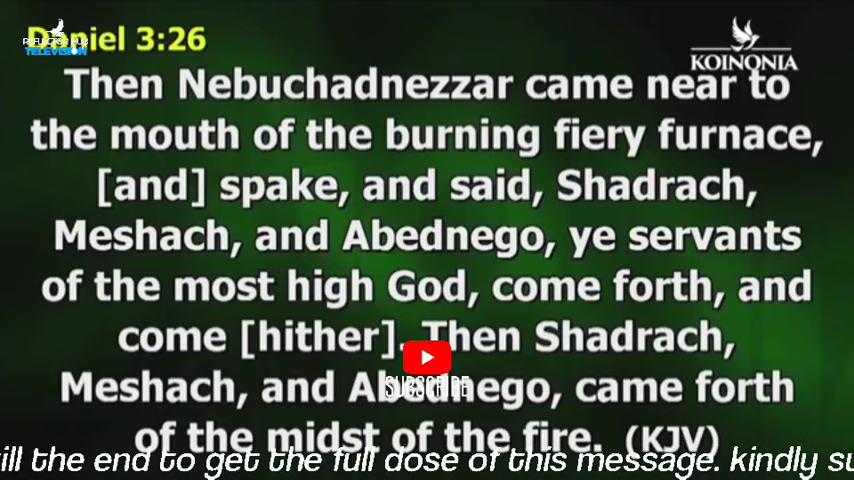 Daniel 3:26
REFLECTOR HUB
TELEVISION
KOINONIA
Then Nebuchadnezzar came near to
the mouth of the burning fiery furnace,
[and] spake, and said, Shadrach,
Meshach, and Abednego, ye servants
of the most high God, come forth, and
come [hither]. Then Shadrach,
Meshach, and Abednego, came forth
SUBSCRIBE
of the midst of the fire. (KJV)
ill the end to get the full dose of this message. kindly su